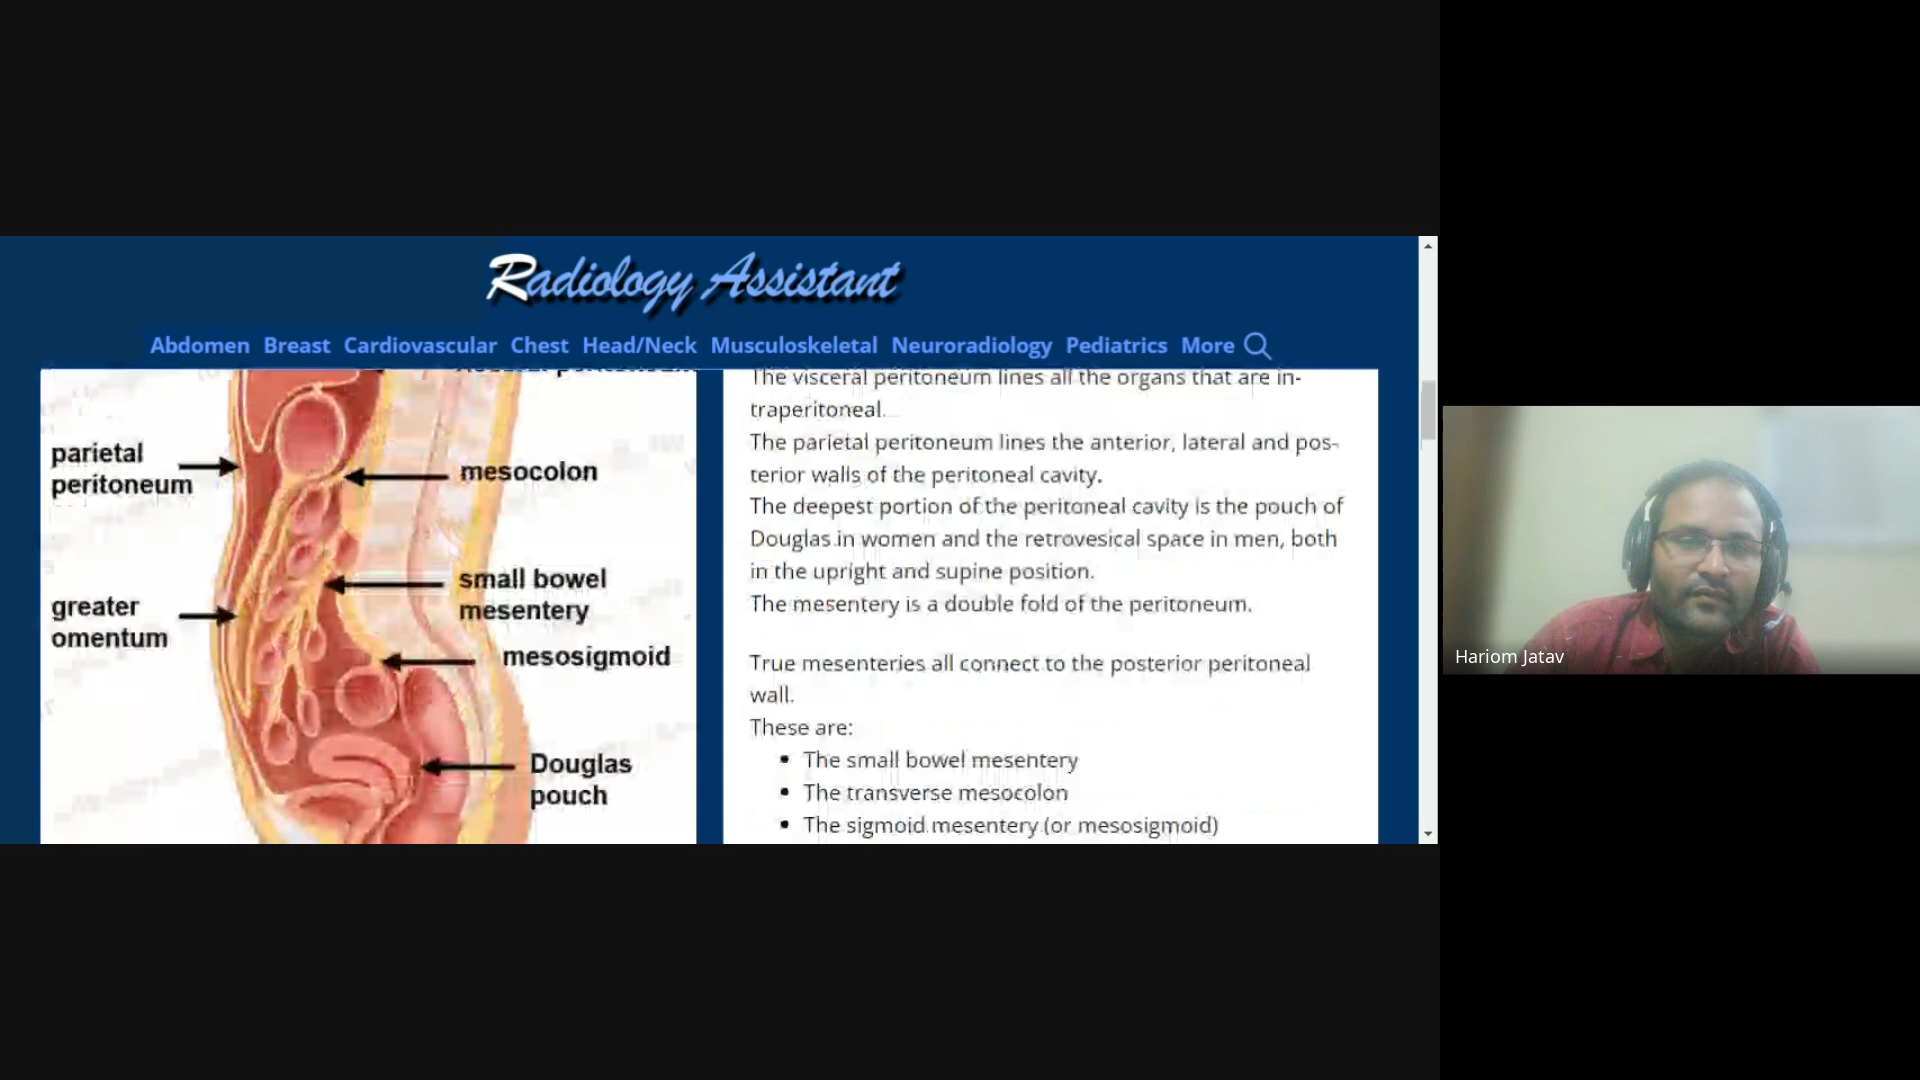 Radiology Assistant
Abdomen Breast Cardiovascular Chest Head/Neck Musculoskeletal Neuroradiology Pediatrics More
parietal
peritoneum
mesocolon
small bowel
mesentery
greater
omentum
mesosigmoid
Douglas
pouch
The visceral peritoneum lines all the organs that are in-
traperitoneal.
The parietal peritoneum lines the anterior, lateral and pos-
terior walls of the peritoneal cavity.
The deepest portion of the peritoneal cavity is the pouch of
Douglas in women and the retrovesical space in men, both
in the upright and supine position.
The mesentery is a double fold of the peritoneum.
True mesenteries all connect to the posterior peritoneal
wall.
These are:
• The small bowel mesentery
• The transverse mesocolon
• The sigmoid mesentery (or mesosigmoid)
Hariom Jatav